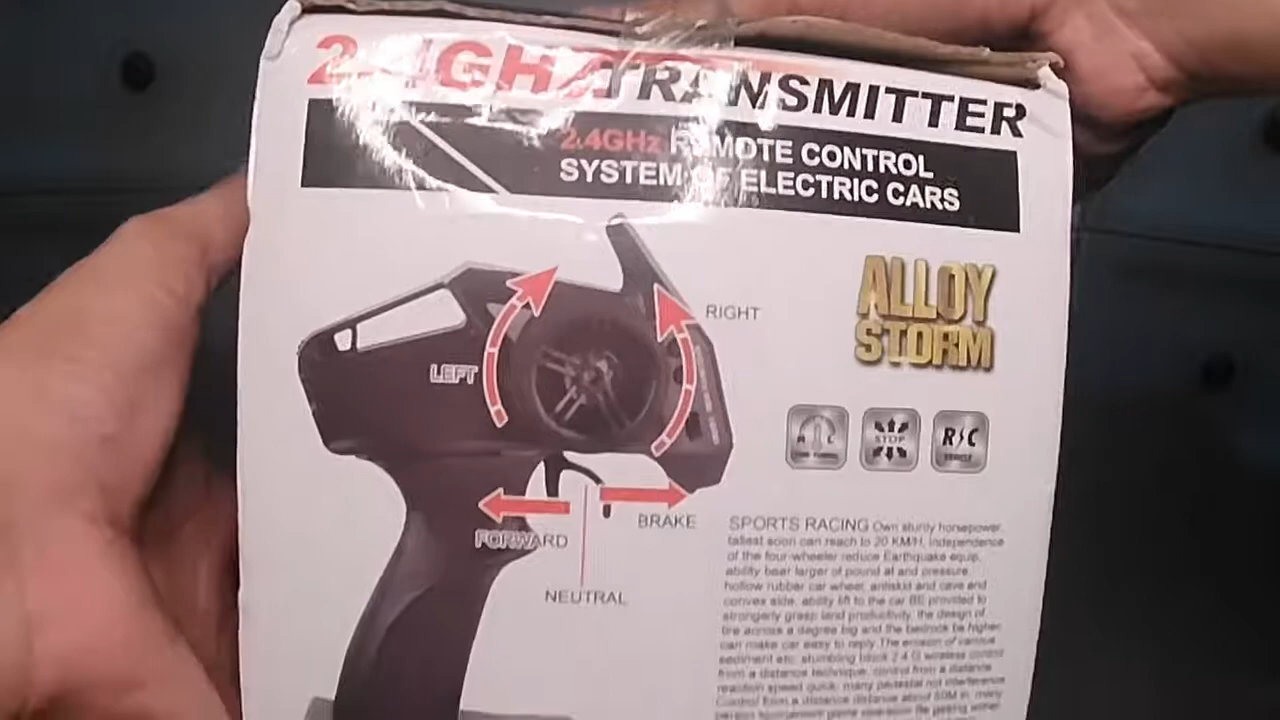 2.4GHz TRANSMITTER
2.4GHz REMOTE CONTROL
SYSTEM OF ELECTRIC CARS
ALLOY
STORM
RIGHT
LEFT
STOP
R/C
FORWARD
BRAKE
NEUTRAL
SPORTS RACING Own sturdy horsepower,
tallest soon can reach to 20 KM/H, independence
of the four-wheeler reduce Earthquake equip,
ability bear larger of pound at and pressure,
hollow rubber car wheel, antiskid and cave and
convex side, ability lift to the car BE provided to
strongerly grasp land productivity, the design of
tire across a degree big and the bedrock be higher
can make car easy to reply The erosion of various
sediment etc. stumbling block 2.4 G wireless control
from a distance technique, control from a distance
reaction speed quick, many pedestal not interference
Control from a distance distance about 50M in, many